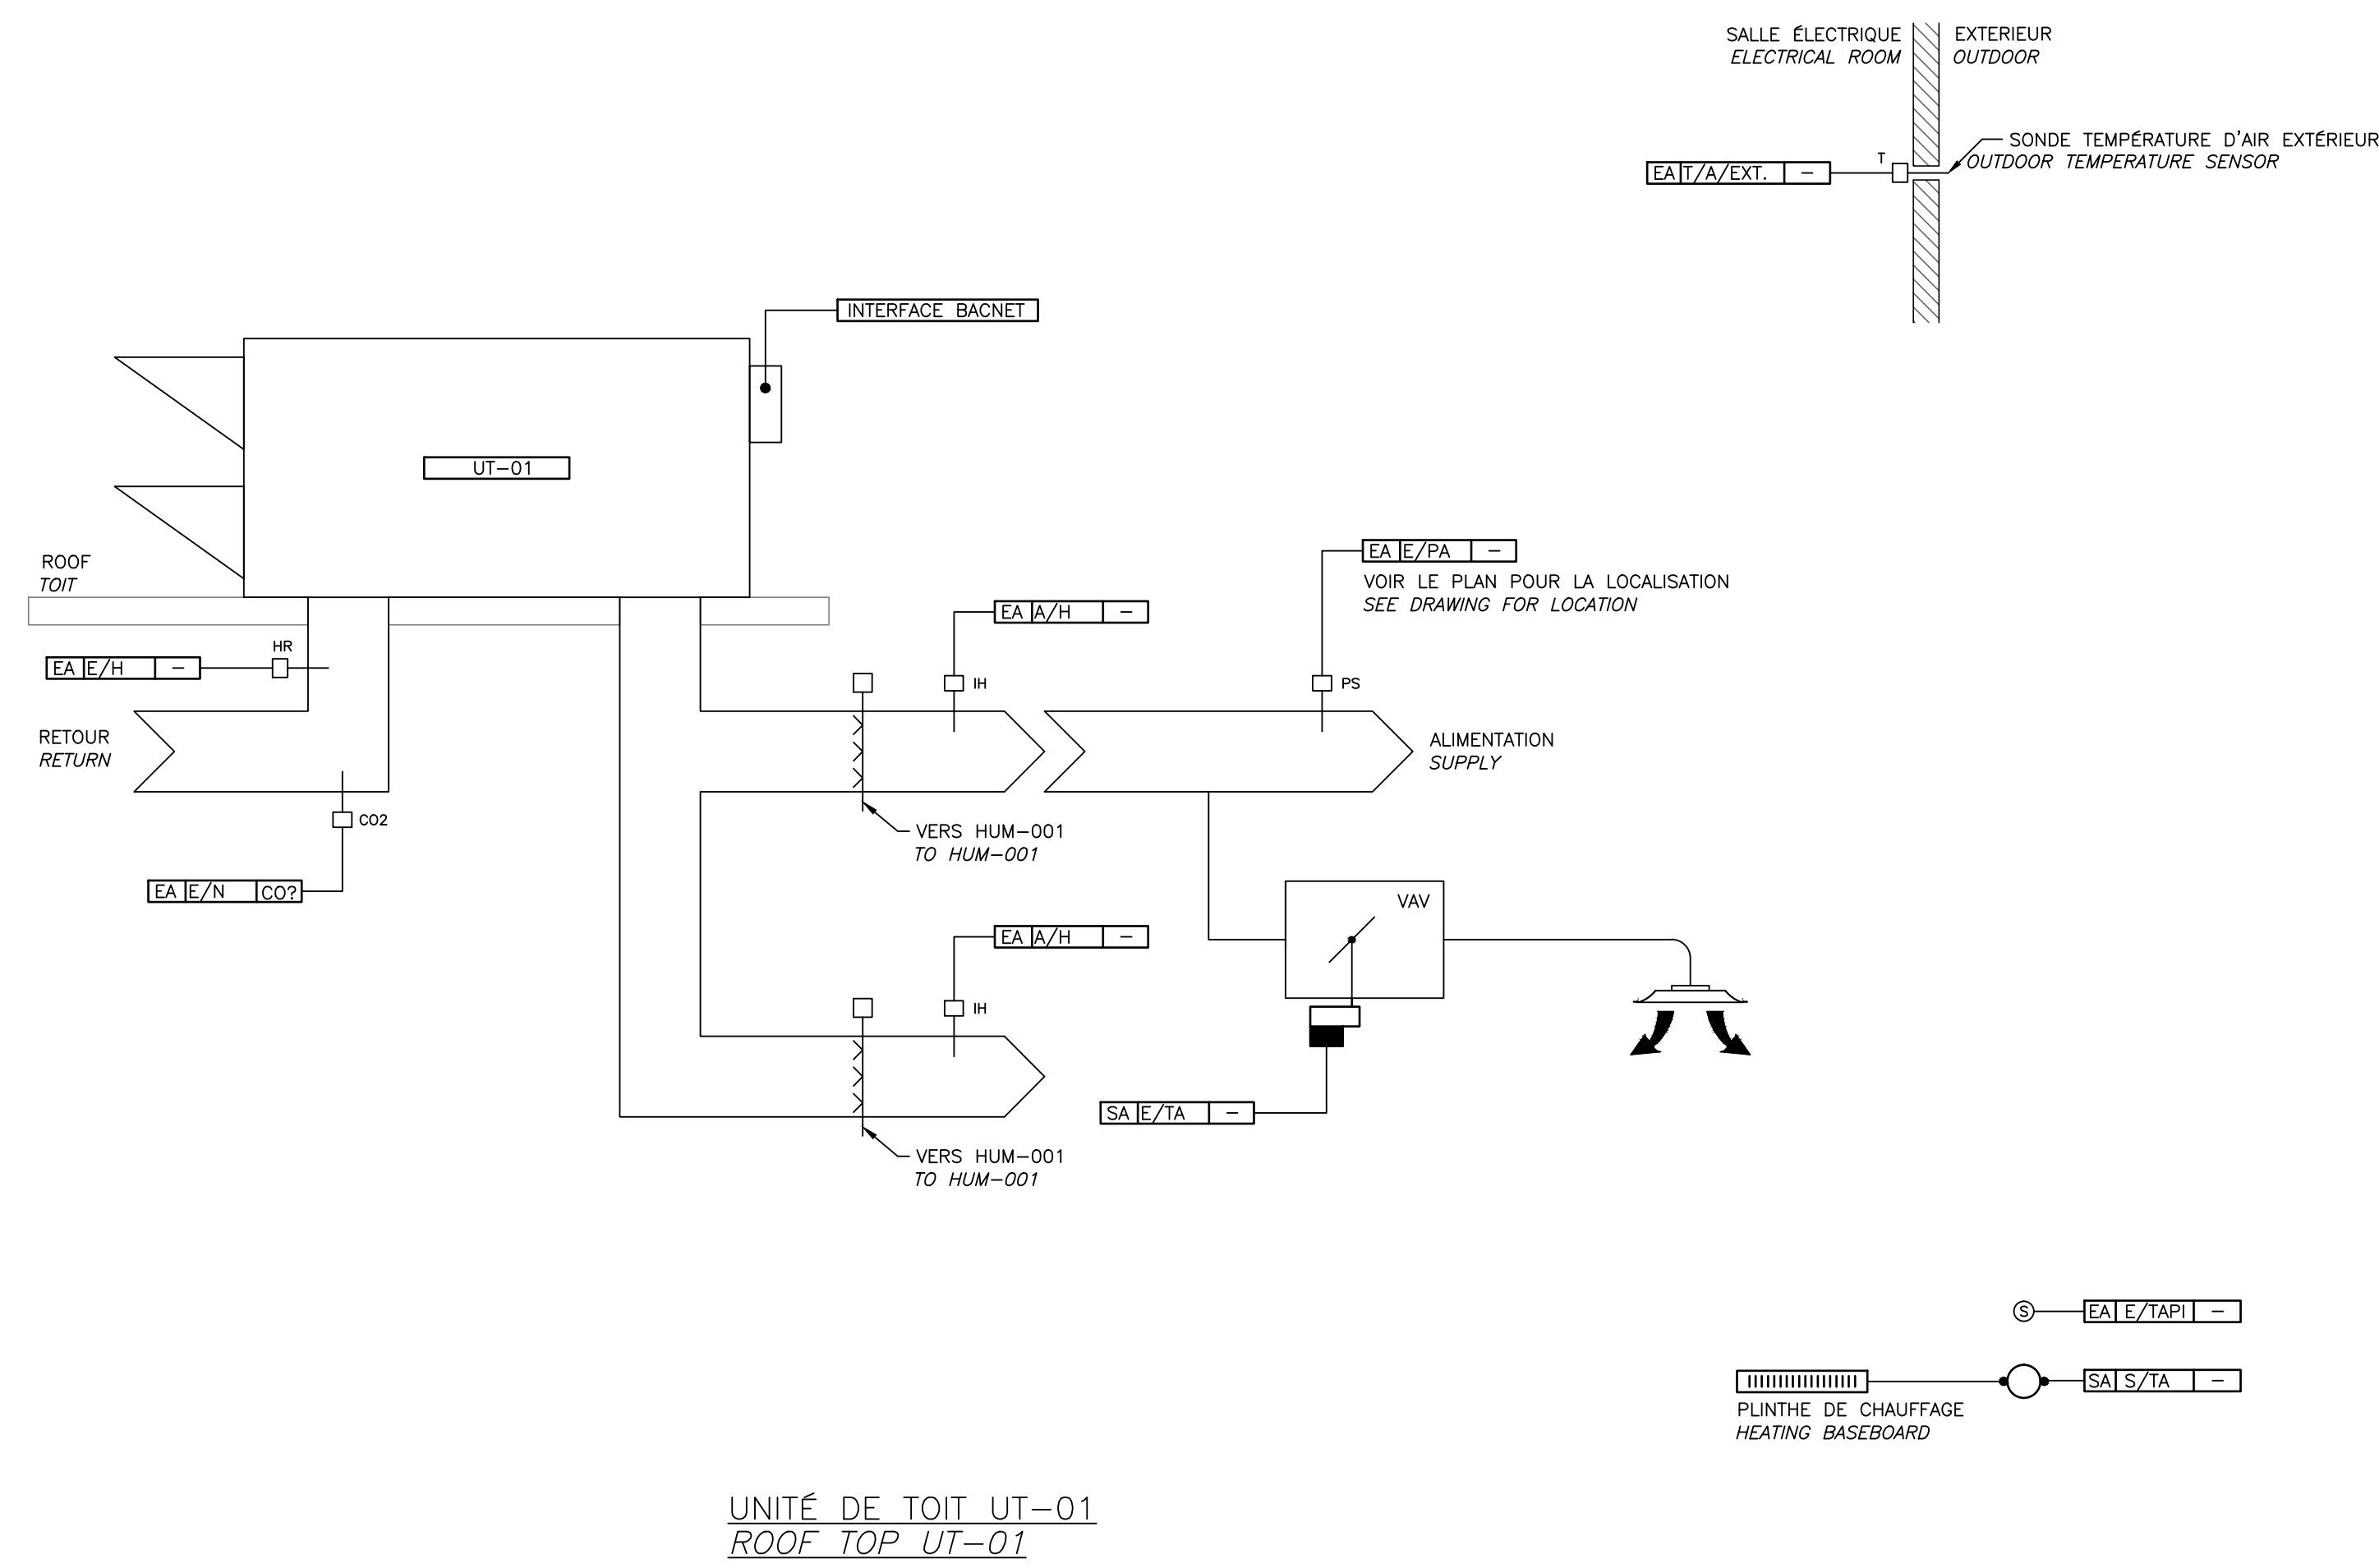 SALLE ÉLECTRIQUE
ELECTRICAL ROOM
EXTERIEUR
OUTDOOR
SONDE TEMPÉRATURE D'AIR EXTÉRIEUR
OUTDOOR TEMPERATURE SENSOR
T
EA T/A/EXT. –
INTERFACE BACNET
UT–01
ROOF
TOIT
EA E/PA –
VOIR LE PLAN POUR LA LOCALISATION
SEE DRAWING FOR LOCATION
EA A/H –
HR
EA E/H –
IH
PS
RETOUR
RETURN
ALIMENTATION
SUPPLY
CO2
VERS HUM–001
TO HUM–001
EA E/N CO?
VAV
EA A/H –
IH
SA E/TA –
VERS HUM–001
TO HUM–001
S
EA E/TAPI –
SA S/TA –
PLINTHE DE CHAUFFAGE
HEATING BASEBOARD
UNITÉ DE TOIT UT–01
ROOF TOP UT–01